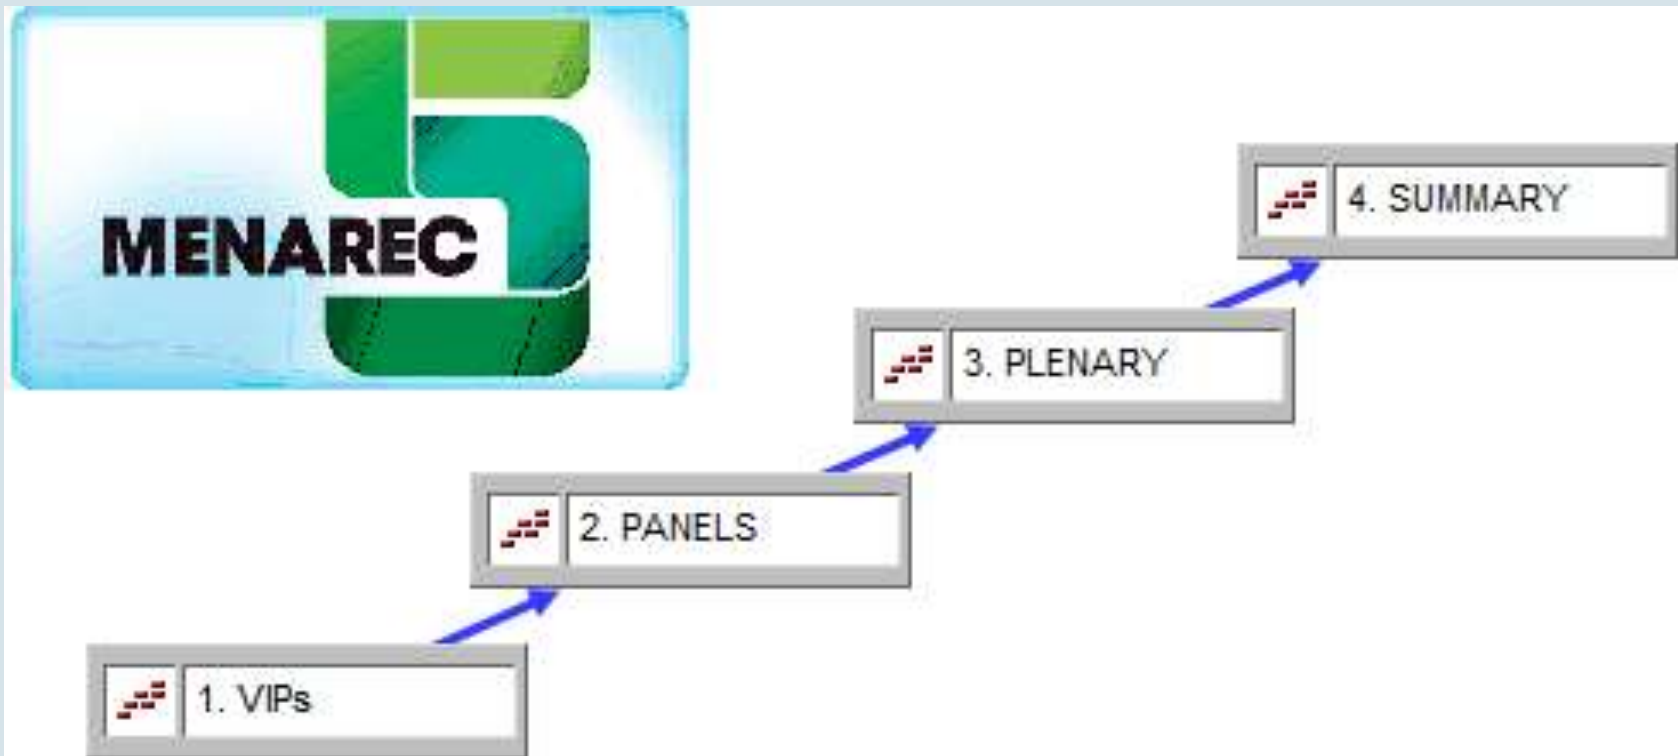 MENAREC
4. SUMMARY
3. PLENARY
2. PANELS
1. VIPs